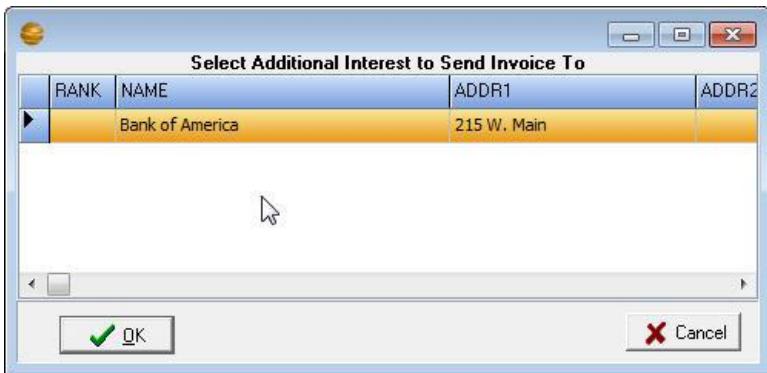 Select Additional Interest to Send Invoice To
RANK NAME ADDR1 ADDR2
Bank of America 215 W. Main
OK Cancel